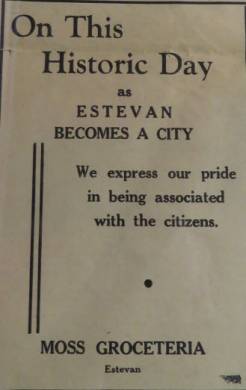 On This
Historic Day
as
ESTEVAN
BECOMES A CITY
We express our pride
in being associated
with the citizens.
MOSS GROCETERIA
Estevan